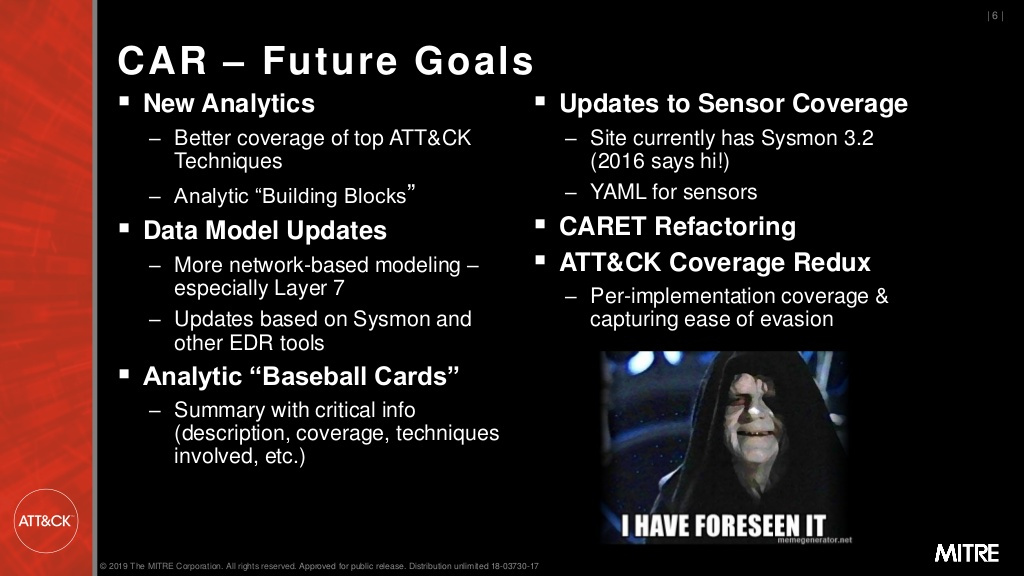 | 6 |
CAR – Future Goals
▪ New Analytics
– Better coverage of top ATT&CK
Techniques
– Analytic “Building Blocks”
▪ Data Model Updates
– More network-based modeling –
especially Layer 7
– Updates based on Sysmon and
other EDR tools
▪ Analytic “Baseball Cards”
– Summary with critical info
(description, coverage, techniques
involved, etc.)
▪ Updates to Sensor Coverage
– Site currently has Sysmon 3.2
(2016 says hi!)
– YAML for sensors
▪ CARET Refactoring
▪ ATT&CK Coverage Redux
– Per-implementation coverage &
capturing ease of evasion
I HAVE FORESEEN IT
memegenerator.net
ATT&CK™
MITRE
© 2019 The MITRE Corporation. All rights reserved. Approved for public release. Distribution unlimited 18-03730-17